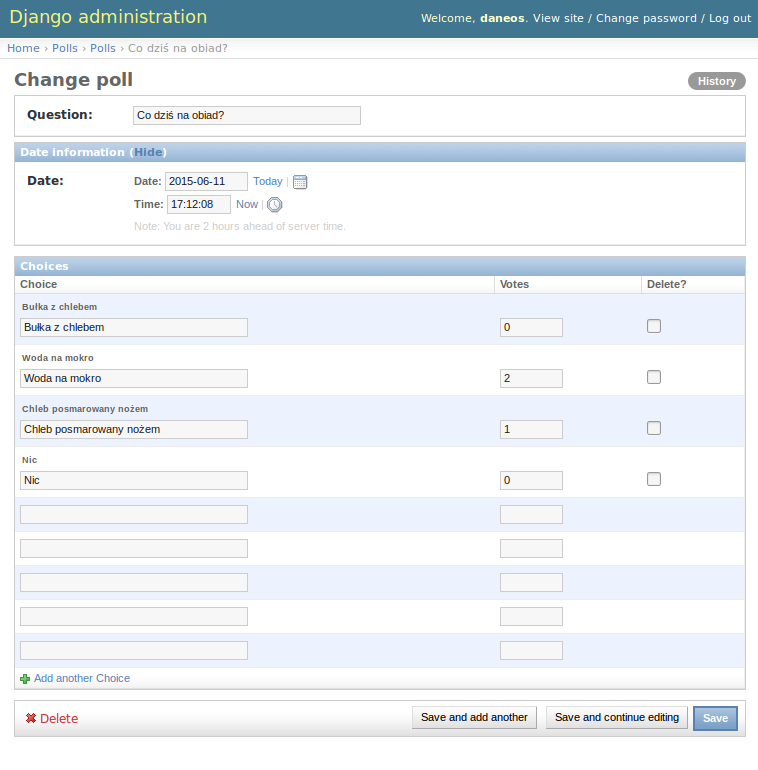 Django administration
Welcome, daneos. View site / Change password / Log out
Home › Polls › Polls › Co dziś na obiad?
Change poll
History
Question: Co dziś na obiad?
Date information (Hide)
Date: Date: 2015-06-11 Today |
Time: 17:12:08 Now |
Note: You are 2 hours ahead of server time.
Choices
Choice Votes Delete?
Bułka z chlebem
Bułka z chlebem 0
Woda na mokro
Woda na mokro 2
Chleb posmarowany nożem
Chleb posmarowany nożem 1
Nic
Nic 0
Add another Choice
Delete Save and add another Save and continue editing Save